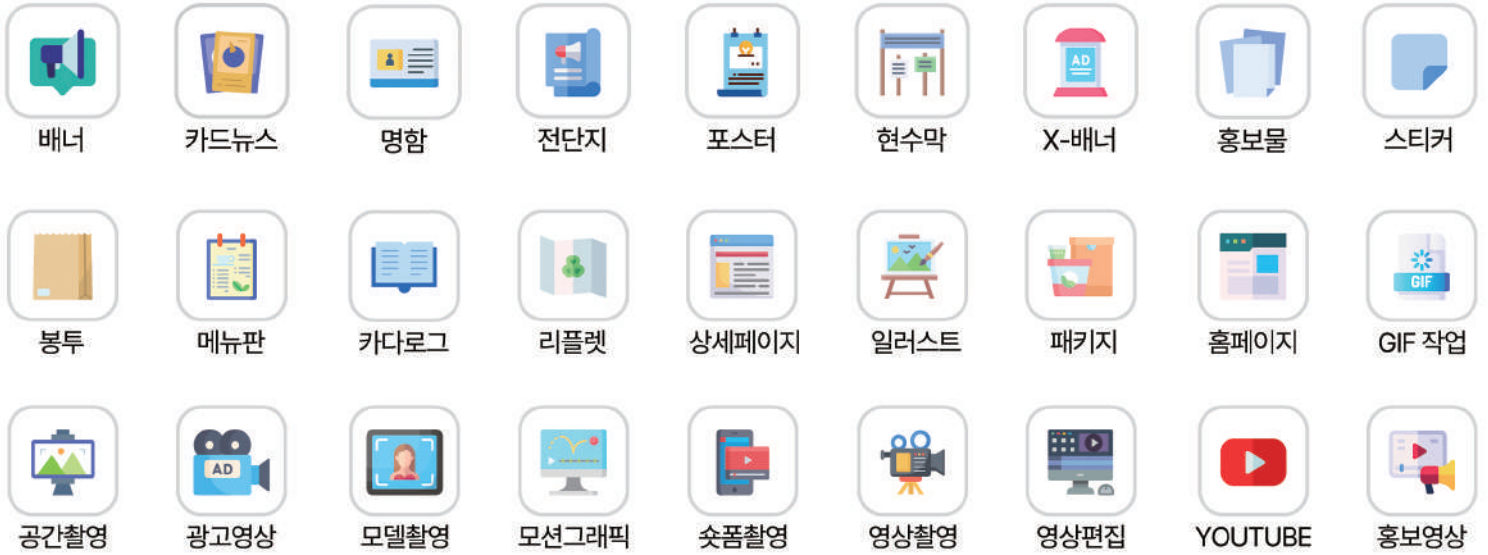 배너
카드뉴스
명함
전단지
포스터
현수막
AD
X-배너
홍보물
스티커
봉투
메뉴판
카다로그
리플렛
상세페이지
일러스트
패키지
홈페이지
GIF
GIF 작업
공간촬영
AD
광고영상
모델촬영
모션그래픽
숏폼촬영
영상촬영
영상편집
YOUTUBE
홍보영상